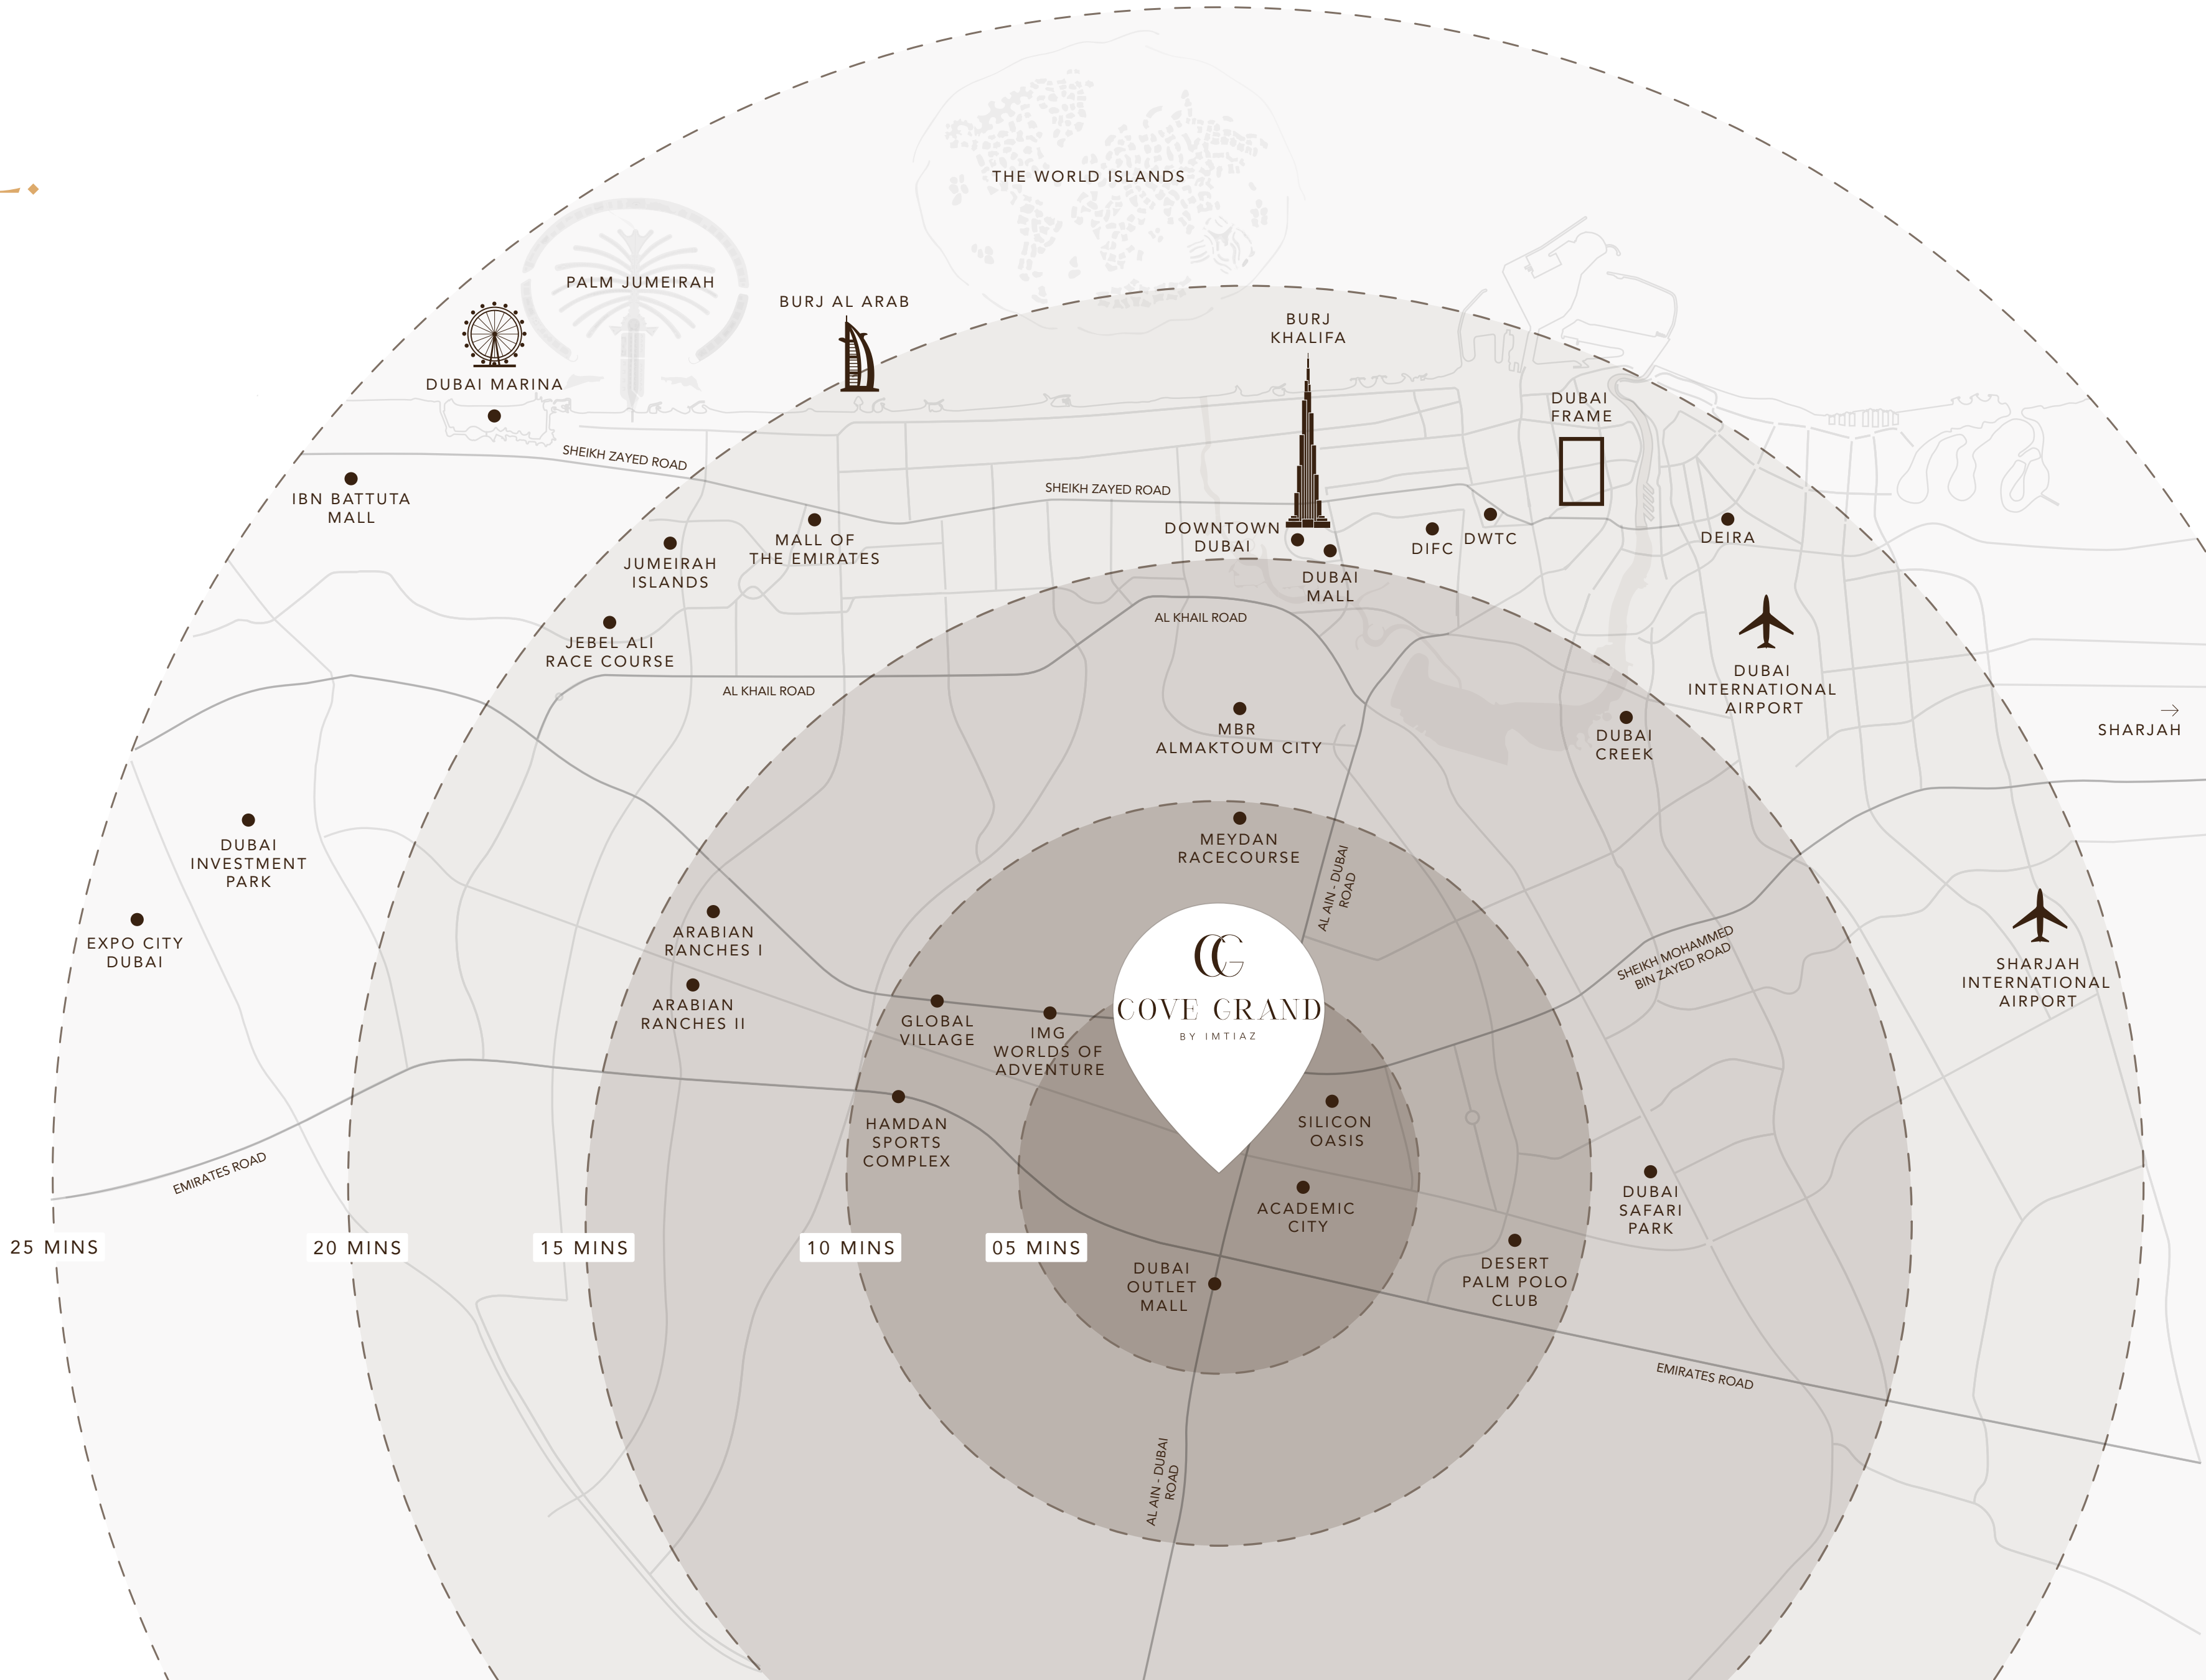 THE WORLD ISLANDS
PALM JUMEIRAH
BURJ AL ARAB
BURJ
KHALIFA
DUBAI MARINA
DUBAI
FRAME
SHEIKH ZAYED ROAD
SHEIKH ZAYED ROAD
IBN BATTUTA
MALL
MALL OF
THE EMIRATES
JUMEIRAH
ISLANDS
DOWNTOWN
DUBAI
DIFC
DWTC
DEIRA
DUBAI
MALL
JEBEL ALI
RACE COURSE
AL KHAIL ROAD
AL KHAIL ROAD
DUBAI
INTERNATIONAL
AIRPORT
→
SHARJAH
MBR
ALMAKTOUM CITY
DUBAI
CREEK
DUBAI
INVESTMENT
PARK
MEYDAN
RACECOURSE
AL AIN - DUBAI
ROAD
EXPO CITY
DUBAI
ARABIAN
RANCHES I
ARABIAN
RANCHES II
SHEIKH MOHAMMED
BIN ZAYED ROAD
SHARJAH
INTERNATIONAL
AIRPORT
CG
COVE GRAND
BY IMTIAZ
GLOBAL
VILLAGE
IMG
WORLDS OF
ADVENTURE
HAMDAN
SPORTS
COMPLEX
SILICON
OASIS
EMIRATES ROAD
ACADEMIC
CITY
DUBAI
SAFARI
PARK
25 MINS
20 MINS
15 MINS
10 MINS
05 MINS
DUBAI
OUTLET
MALL
DESERT
PALM POLO
CLUB
EMIRATES ROAD
AL AIN - DUBAI
ROAD